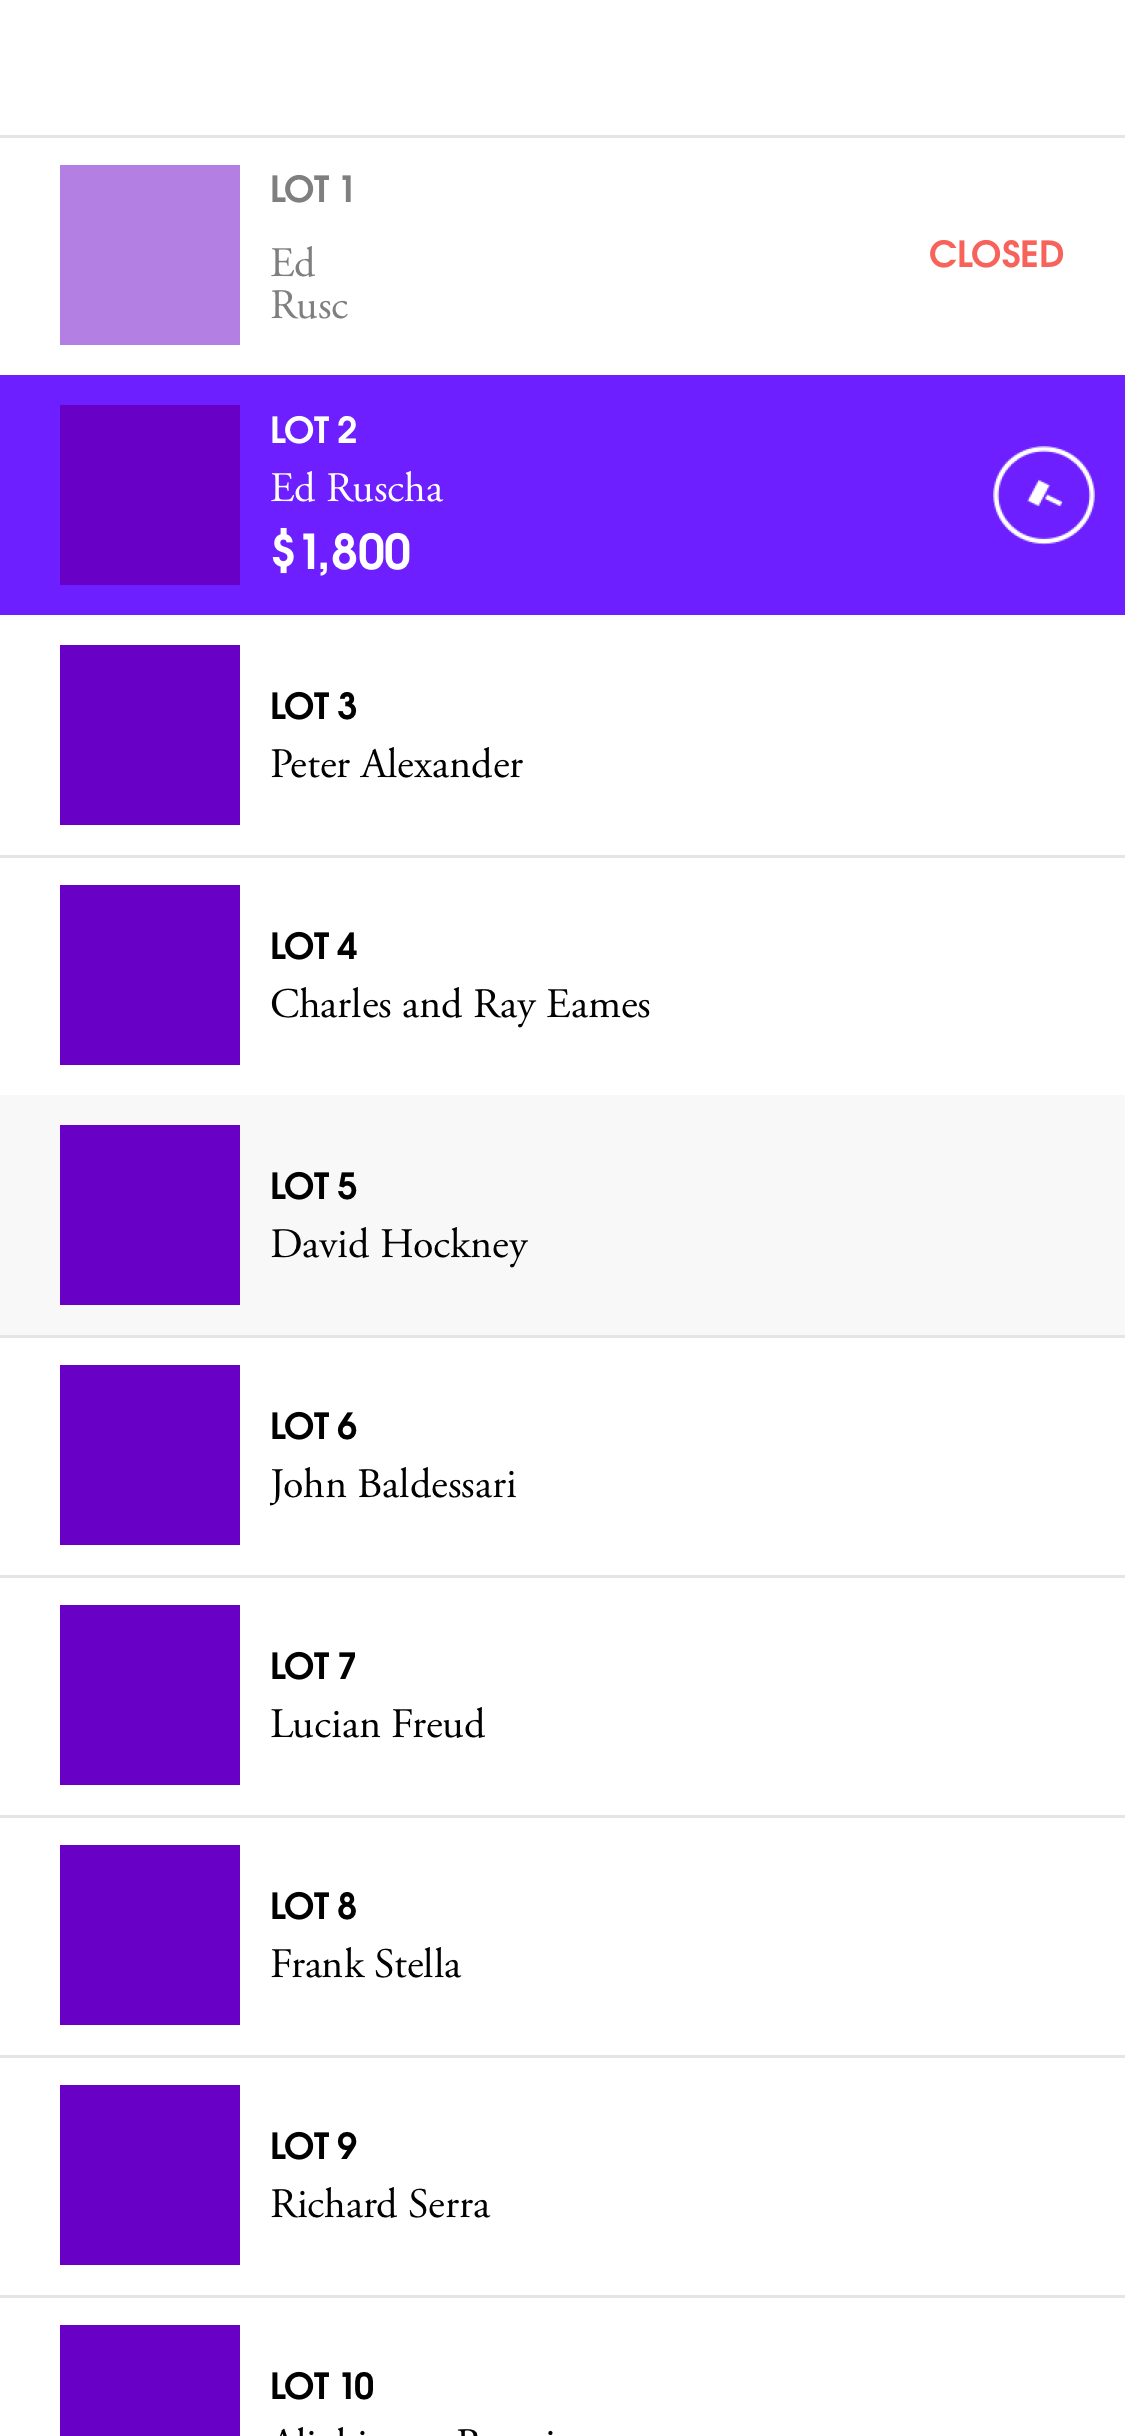 LOT 1
Ed
Rusc
CLOSED
LOT 2
Ed Ruscha
$1,800
LOT 3
Peter Alexander
LOT 4
Charles and Ray Eames
LOT 5
David Hockney
LOT 6
John Baldessari
LOT 7
Lucian Freud
LOT 8
Frank Stella
LOT 9
Richard Serra
LOT 10